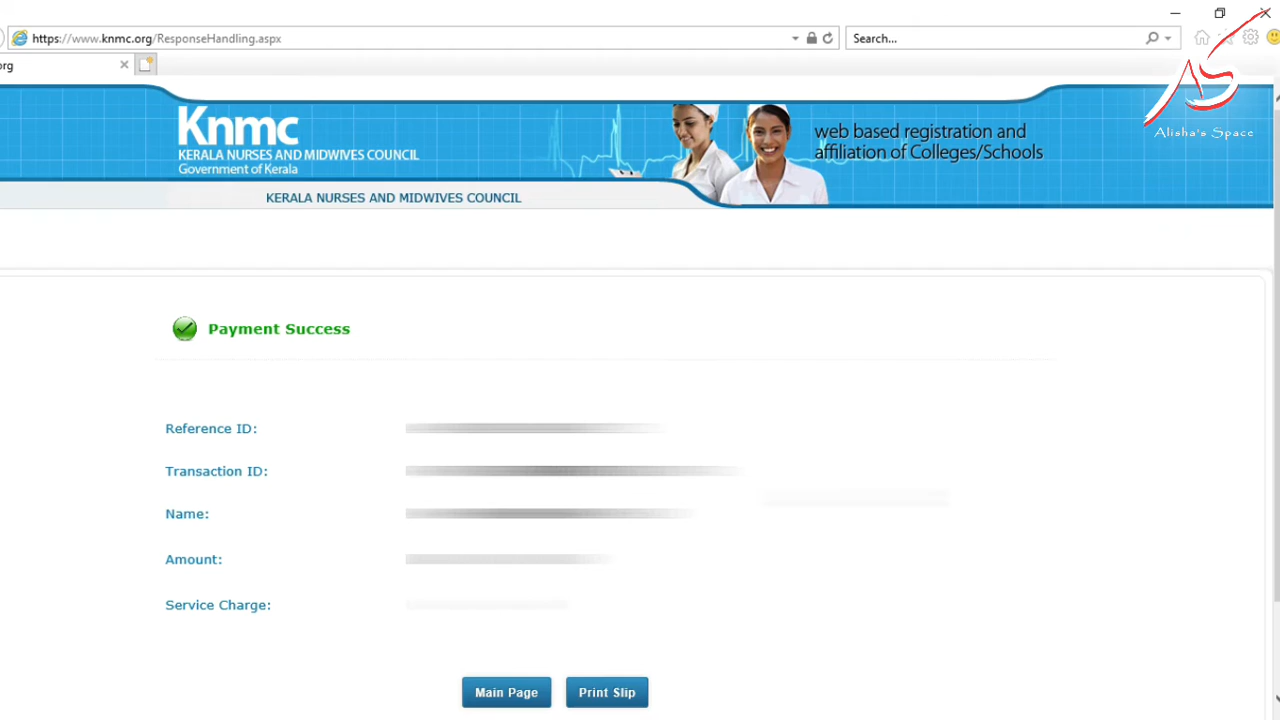 https://www.knmc.org/ResponseHandling.aspx
Search...
org
Knmc
KERALA NURSES AND MIDWIVES COUNCIL
Government of Kerala
web based registration and
affiliation of Colleges/Schools
AS
Alisha's Space
KERALA NURSES AND MIDWIVES COUNCIL
Payment Success
Reference ID:
Transaction ID:
Name:
Amount:
Service Charge:
Main Page
Print Slip